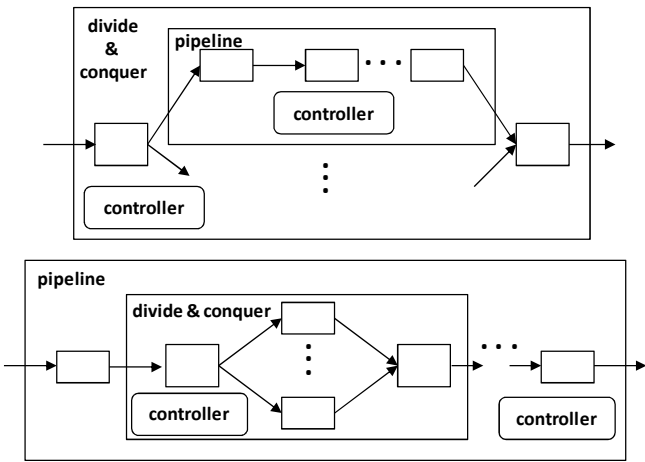 divide
&
conquer
pipeline
controller
controller
pipeline
divide & conquer
controller
controller